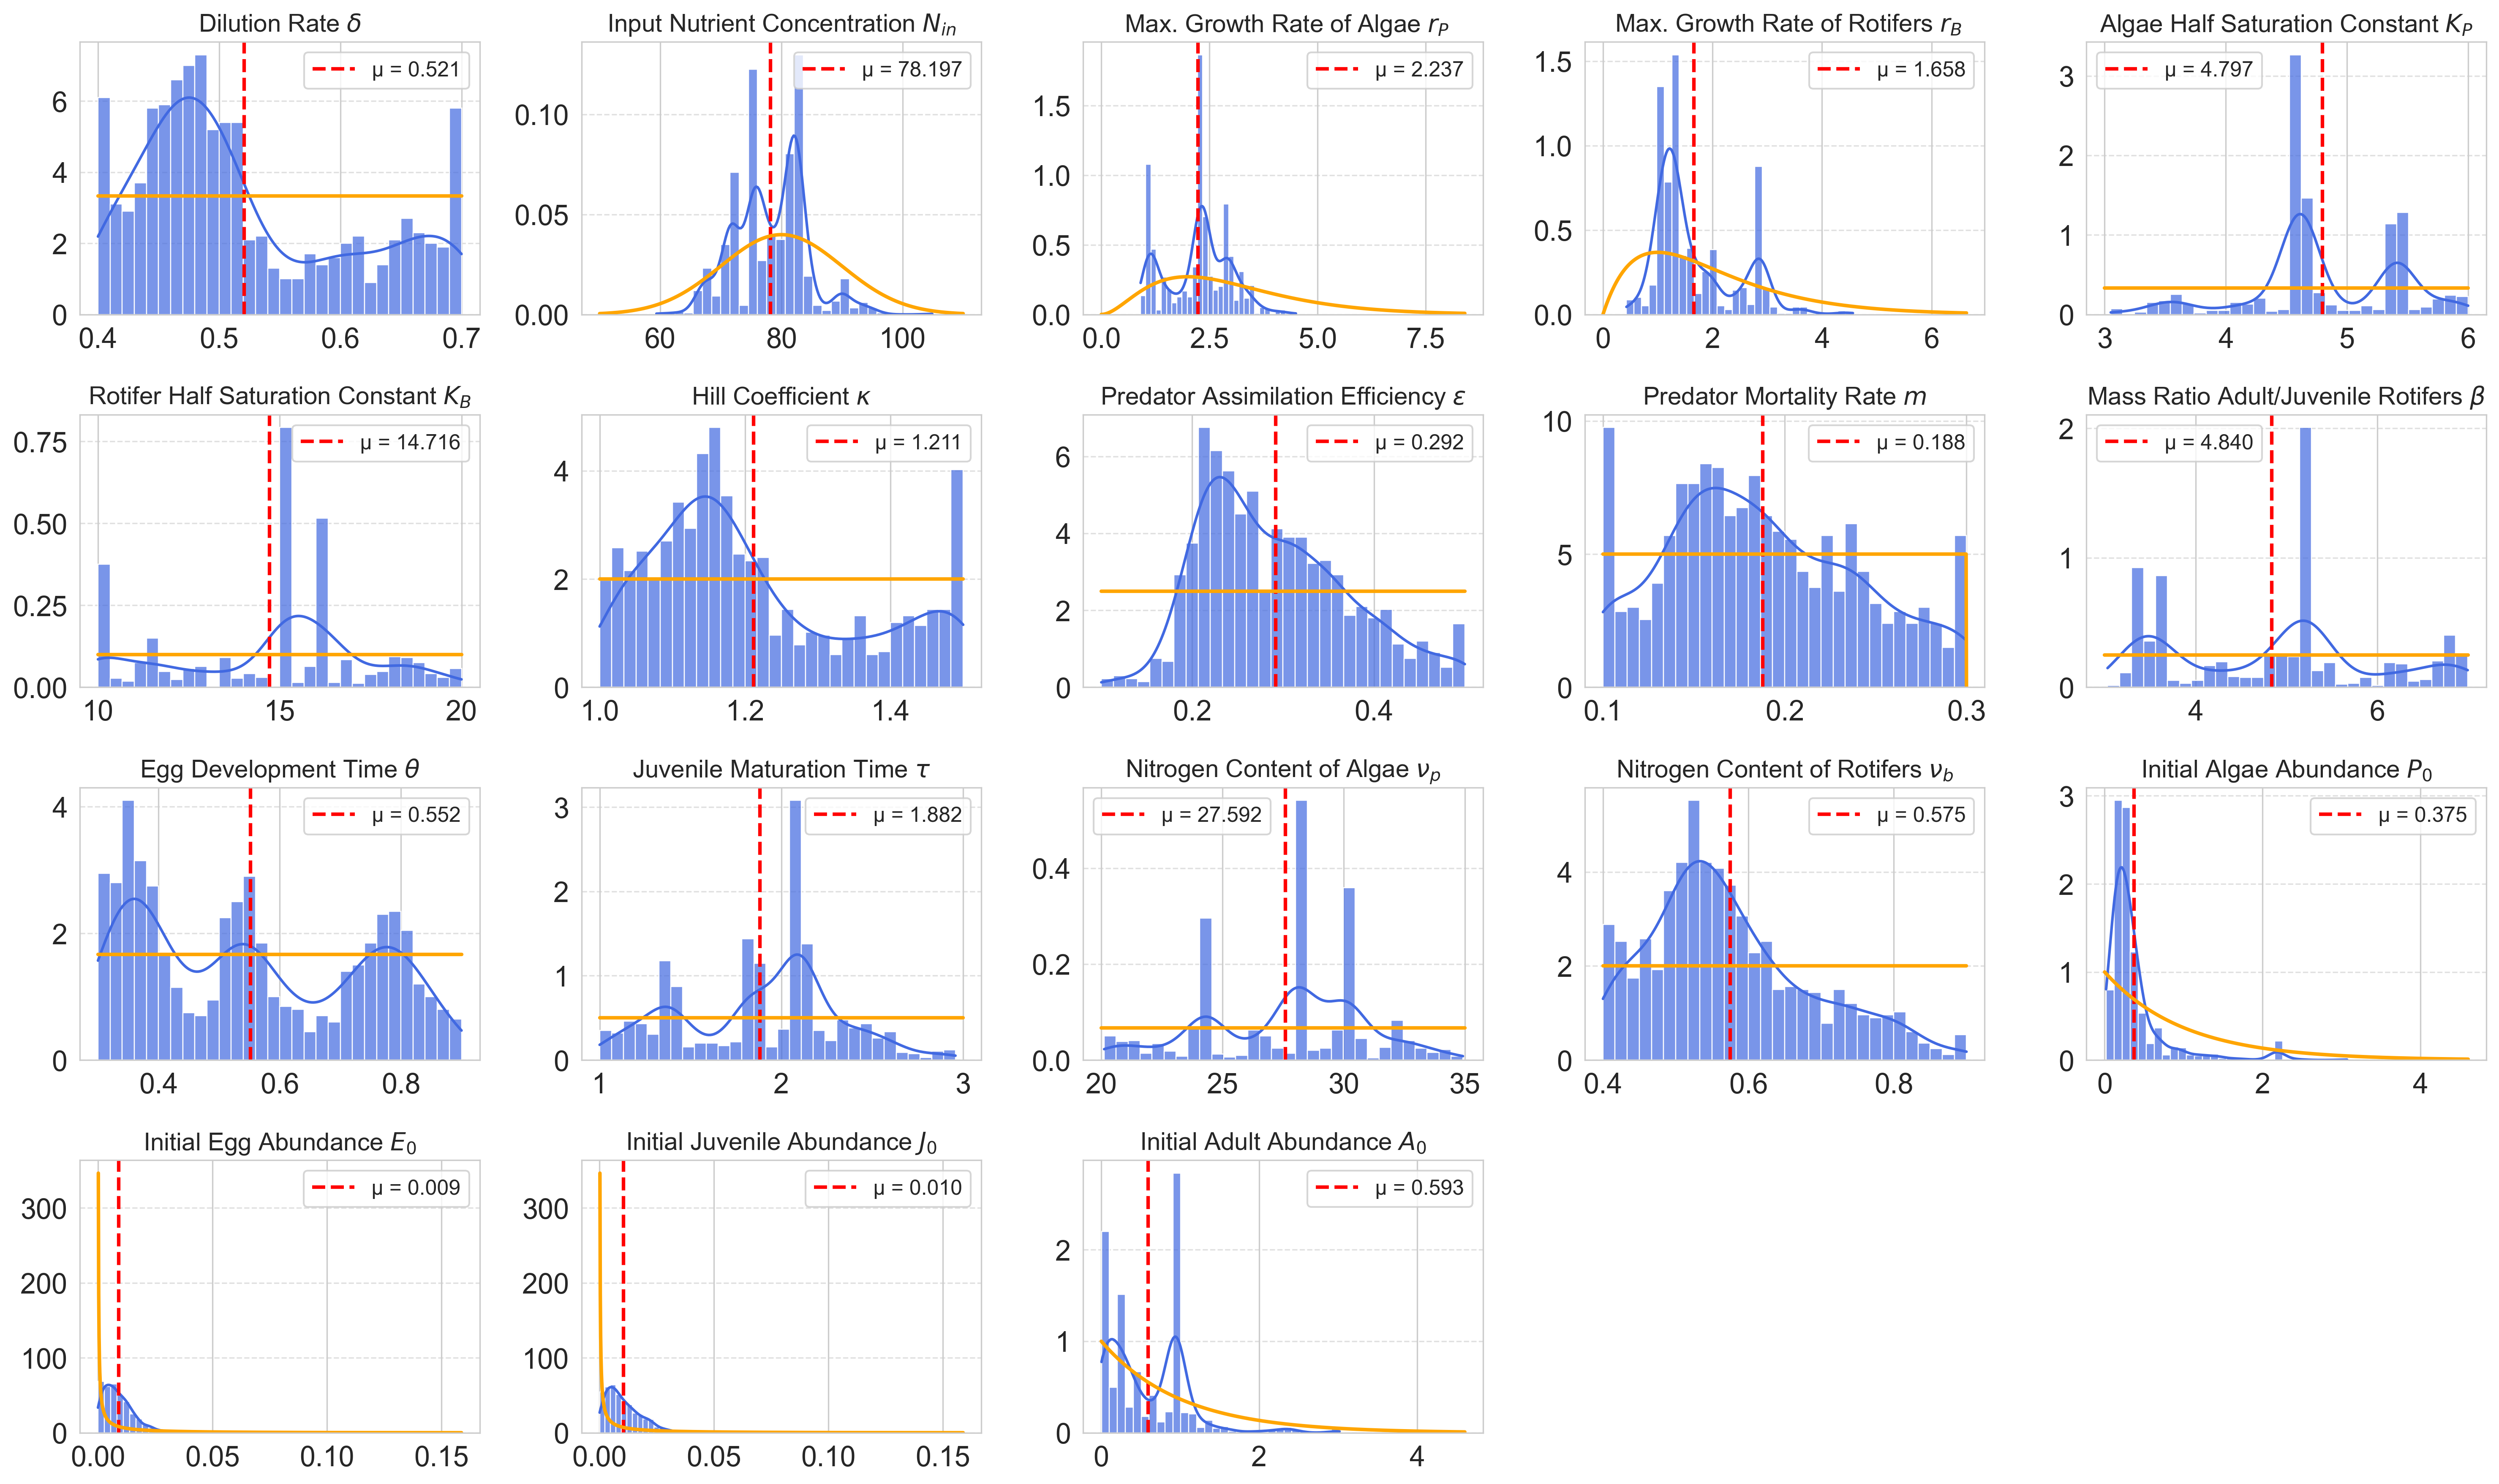 Dilution Rate δ
μ = 0.521
6
4
2
0
0.4 0.5 0.6 0.7
Input Nutrient Concentration N_in
μ = 78.197
0.10
0.05
0.00
60 80 100
Max. Growth Rate of Algae r_P
μ = 2.237
1.5
1.0
0.5
0.0
0.0 2.5 5.0 7.5
Max. Growth Rate of Rotifers r_B
μ = 1.658
1.5
1.0
0.5
0.0
0 2 4 6
Algae Half Saturation Constant K_P
μ = 4.797
3
2
1
0
3 4 5 6
Rotifer Half Saturation Constant K_B
μ = 14.716
0.75
0.50
0.25
0.00
10 15 20
Hill Coefficient κ
μ = 1.211
4
2
0
1.0 1.2 1.4
Predator Assimilation Efficiency ε
μ = 0.292
6
4
2
0
0.2 0.4
Predator Mortality Rate m
μ = 0.188
10
5
0
0.1 0.2 0.3
Mass Ratio Adult/Juvenile Rotifers β
μ = 4.840
2
1
0
4 6
Egg Development Time θ
μ = 0.552
4
2
0
0.4 0.6 0.8
Juvenile Maturation Time τ
μ = 1.882
3
2
1
0
1 2 3
Nitrogen Content of Algae ν_p
μ = 27.592
0.4
0.2
0.0
20 25 30 35
Nitrogen Content of Rotifers ν_b
μ = 0.575
4
2
0
0.4 0.6 0.8
Initial Algae Abundance P_0
μ = 0.375
3
2
1
0
0 2 4
Initial Egg Abundance E_0
μ = 0.009
300
200
100
0
0.00 0.05 0.10 0.15
Initial Juvenile Abundance J_0
μ = 0.010
300
200
100
0
0.00 0.05 0.10 0.15
Initial Adult Abundance A_0
μ = 0.593
2
1
0
0 2 4